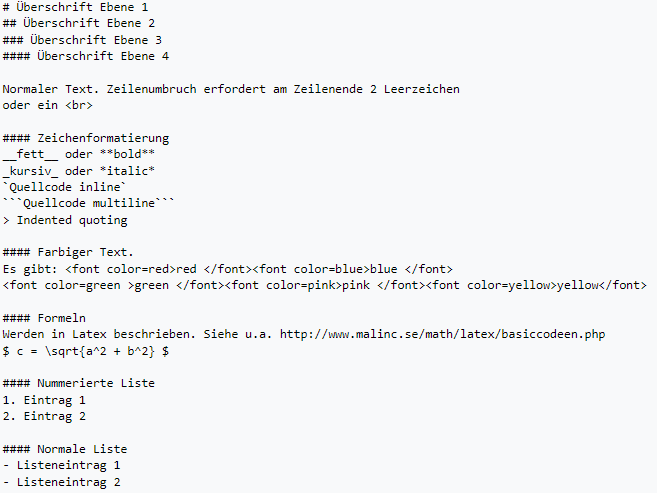 # Überschrift Ebene 1
## Überschrift Ebene 2
### Überschrift Ebene 3
#### Überschrift Ebene 4
Normaler Text. Zeilenumbruch erfordert am Zeilenende 2 Leerzeichen
oder ein <br>
#### Zeichenformatierung
__fett__ oder **bold**
_kursiv_ oder *italic*
`Quellcode inline`
```Quellcode multiline```
> Indented quoting
#### Farbiger Text.
Es gibt: <font color=red>red </font><font color=blue>blue </font>
<font color=green >green </font><font color=pink>pink </font><font color=yellow>yellow</font>
#### Formeln
Werden in Latex beschrieben. Siehe u.a. http://www.malinc.se/math/latex/basiccodeen.php
$ c = \sqrt{a^2 + b^2} $
#### Nummerierte Liste
1. Eintrag 1
2. Eintrag 2
#### Normale Liste
- Listeneintrag 1
- Listeneintrag 2